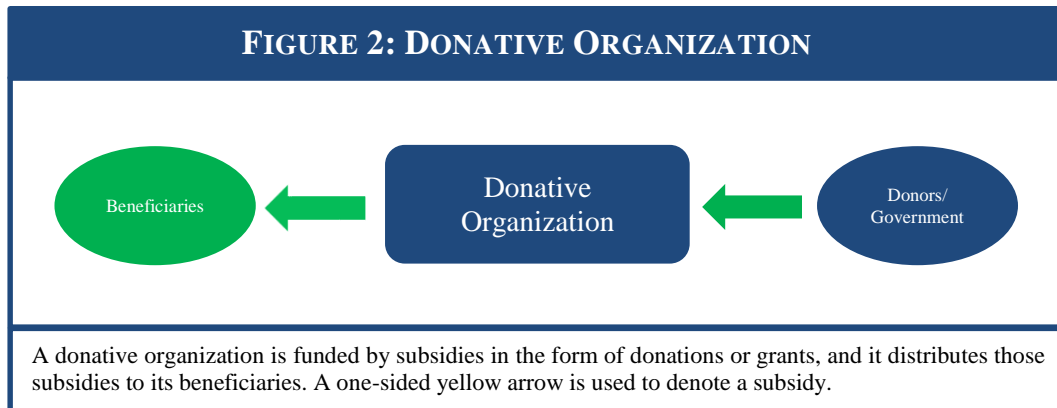 FIGURE 2: DONATIVE ORGANIZATION
Beneficiaries
Donative
Organization
Donors/
Government
A donative organization is funded by subsidies in the form of donations or grants, and it distributes those
subsidies to its beneficiaries. A one-sided yellow arrow is used to denote a subsidy.